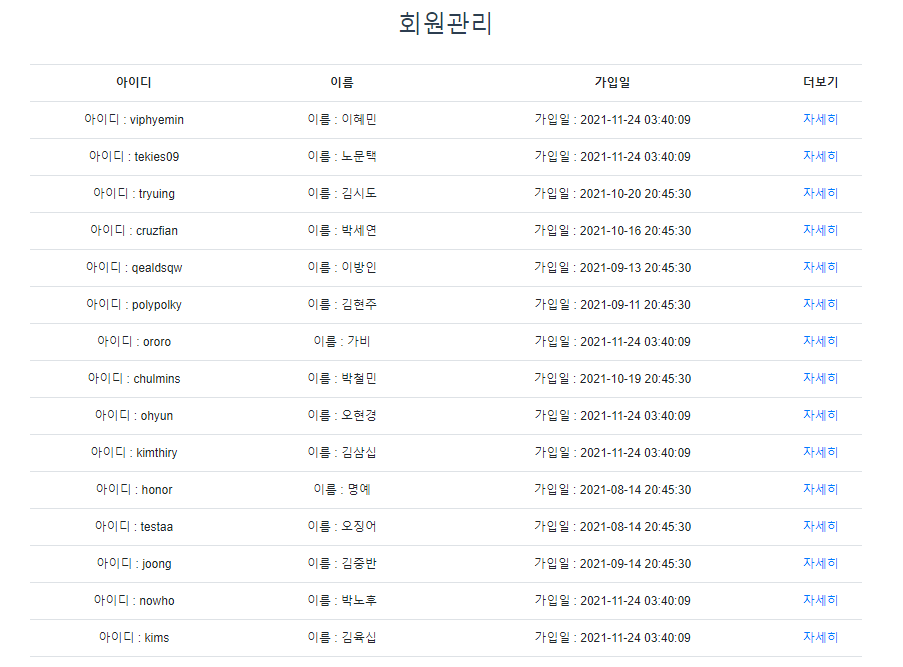 회원관리
아이디 이름 가입일 더보기
아이디 : viphyemin 이름 : 이혜민 가입일 : 2021-11-24 03:40:09 자세히
아이디 : tekies09 이름 : 노문택 가입일 : 2021-11-24 03:40:09 자세히
아이디 : tryuing 이름 : 김시도 가입일 : 2021-10-20 20:45:30 자세히
아이디 : cruzfian 이름 : 박세연 가입일 : 2021-10-16 20:45:30 자세히
아이디 : qealdsqw 이름 : 이방인 가입일 : 2021-09-13 20:45:30 자세히
아이디 : polypolky 이름 : 김현주 가입일 : 2021-09-11 20:45:30 자세히
아이디 : ororo 이름 : 가비 가입일 : 2021-11-24 03:40:09 자세히
아이디 : chulmins 이름 : 박철민 가입일 : 2021-10-19 20:45:30 자세히
아이디 : ohyun 이름 : 오현경 가입일 : 2021-11-24 03:40:09 자세히
아이디 : kimthiry 이름 : 김삼십 가입일 : 2021-11-24 03:40:09 자세히
아이디 : honor 이름 : 명예 가입일 : 2021-08-14 20:45:30 자세히
아이디 : testaa 이름 : 오징어 가입일 : 2021-08-14 20:45:30 자세히
아이디 : joong 이름 : 김중반 가입일 : 2021-09-14 20:45:30 자세히
아이디 : nowho 이름 : 박노후 가입일 : 2021-11-24 03:40:09 자세히
아이디 : kims 이름 : 김육십 가입일 : 2021-11-24 03:40:09 자세히